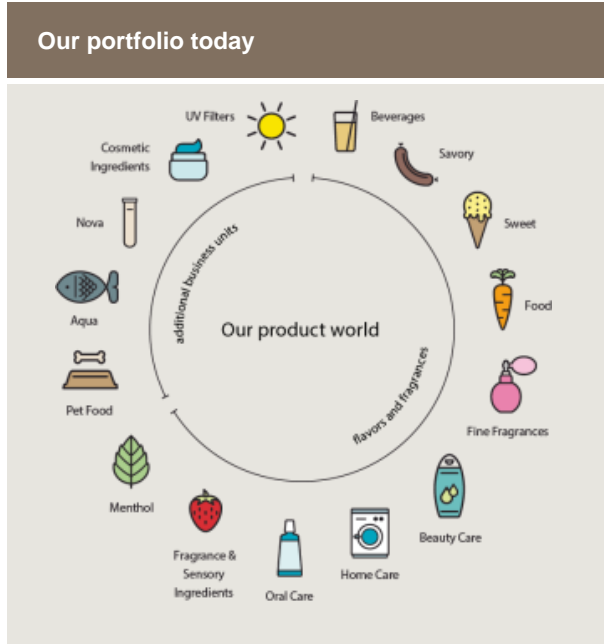 Our portfolio today
UV Filters
Beverages
Cosmetic
Ingredients
Savory
Nova
Sweet
additional business units
Aqua
Food
Our product world
Pet Food
flavors and fragrances
Fine Fragrances
Menthol
Beauty Care
Fragrance &
Sensory
Ingredients
Oral Care
Home Care